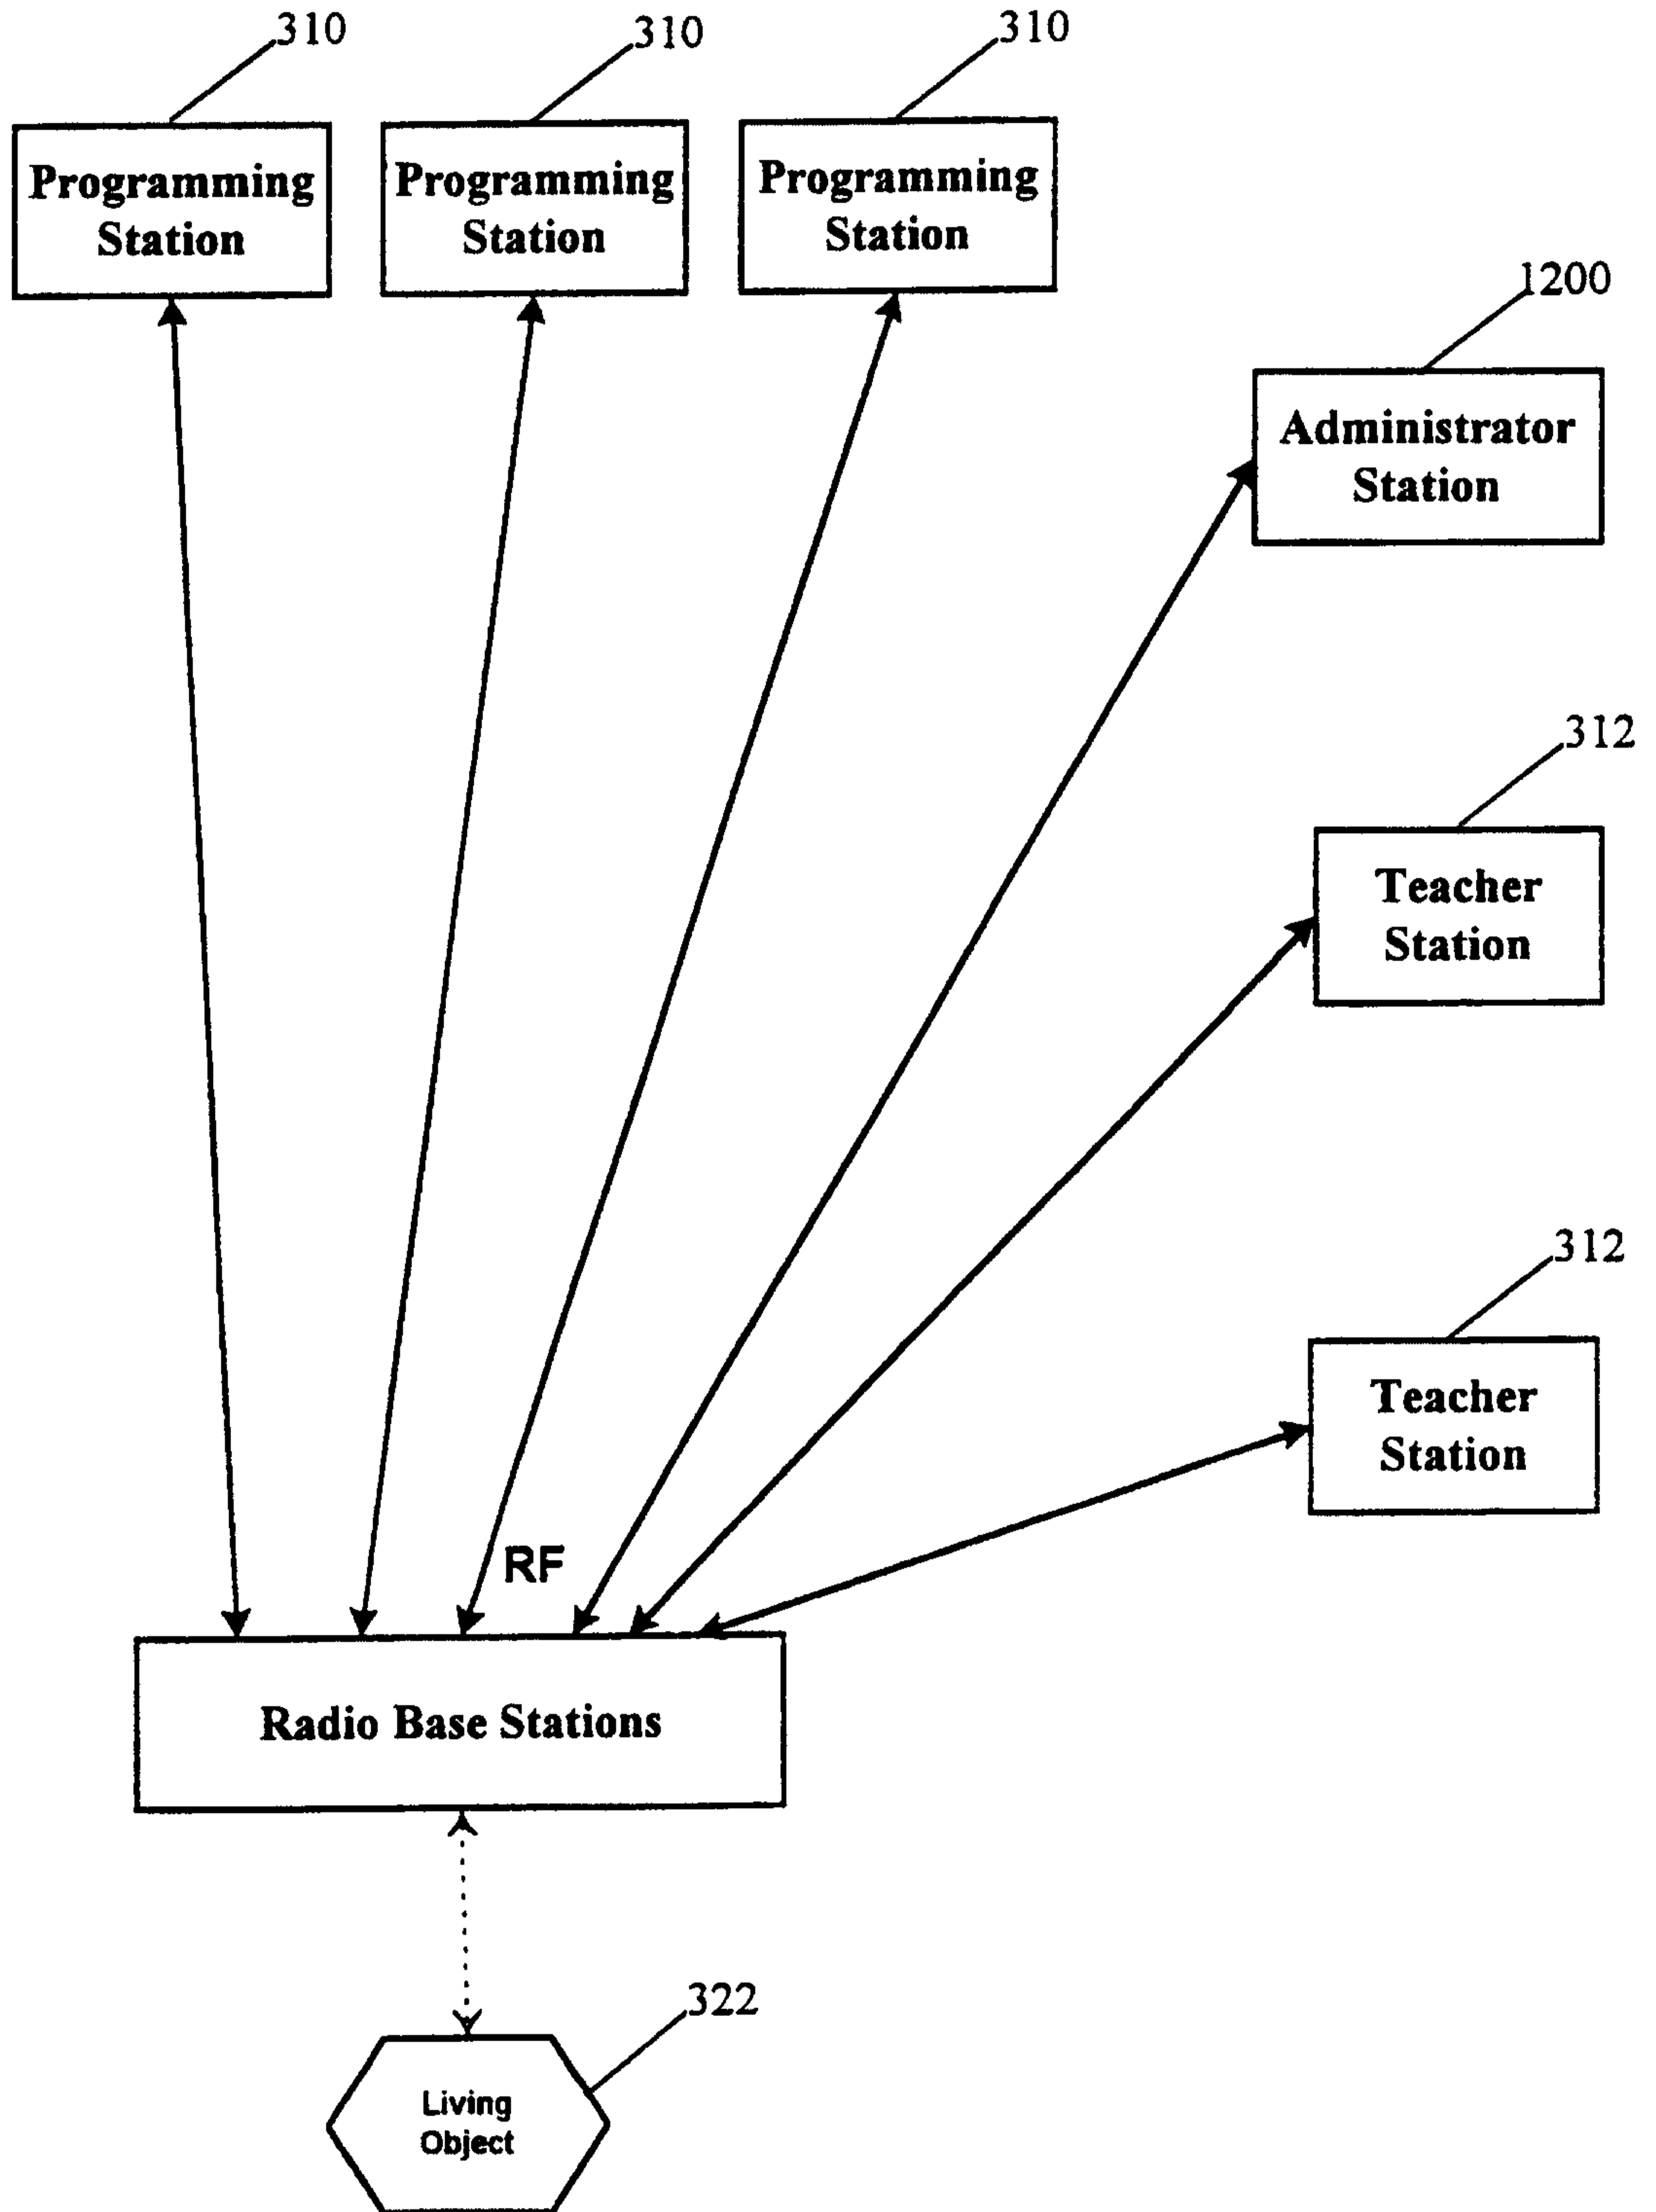 310
310
310
Programming
Station
Programming
Station
Programming
Station
1200
Administrator
Station
312
Teacher
Station
312
Teacher
Station
RF
Radio Base Stations
322
Living
Object